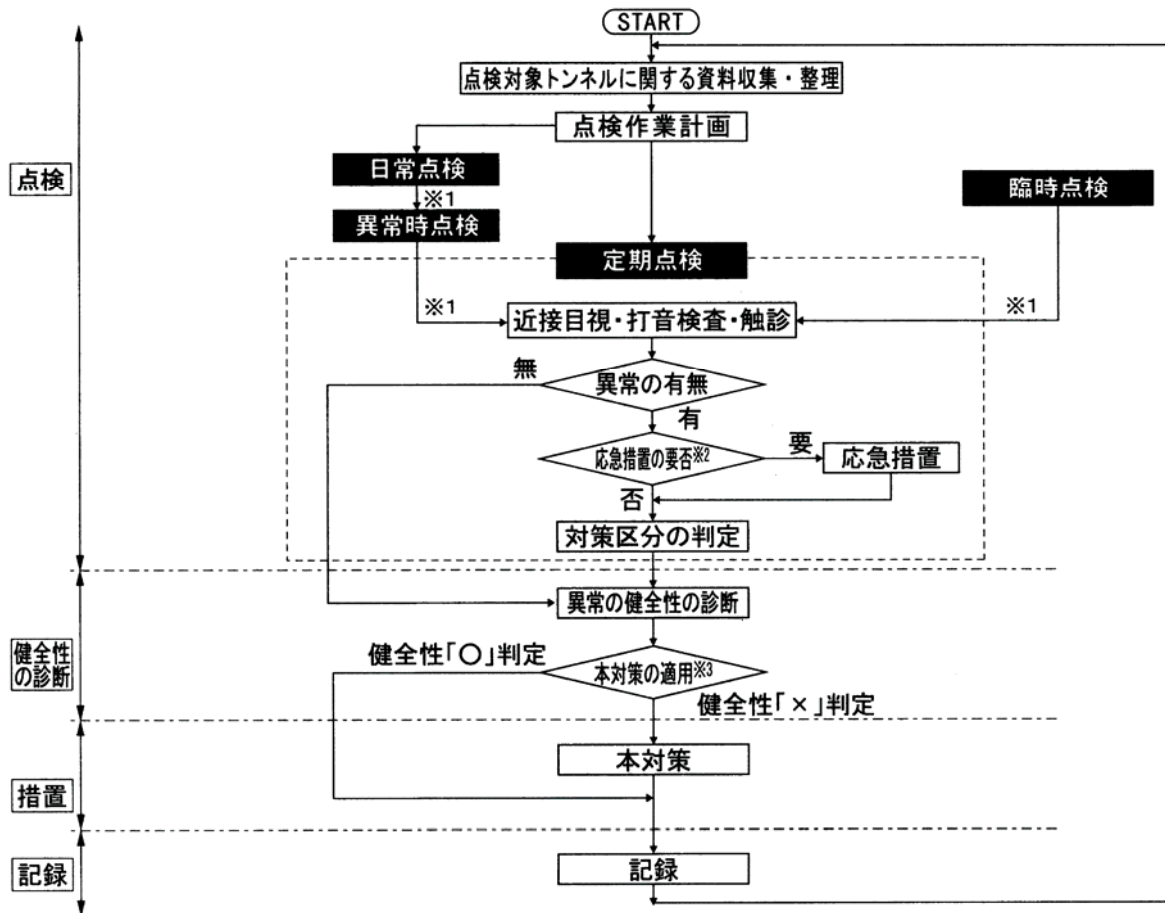 START
点検対象トンネルに関する資料収集・整理
点検作業計画
日常点検
点検
※1
臨時点検
異常時点検
定期点検
※1
近接目視・打音検査・触診
※1
無
異常の有無
有
応急措置の要否※2
要
応急措置
否
対策区分の判定
異常の健全性の診断
健全性
の診断
健全性「○」判定
本対策の適用※3
健全性「×」判定
本対策
措置
記録
記録